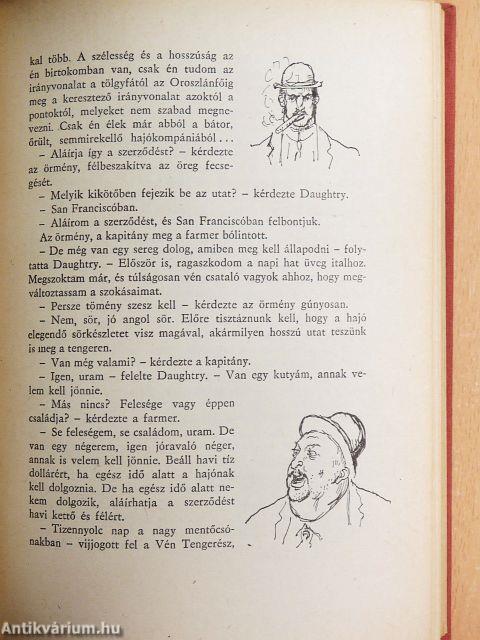 kal több. A szélesség és a hosszúság az
én birtokomban van, csak én tudom az
irányvonalat a tölgyfától az Oroszlánfőig
meg a keresztező irányvonalat azoktól a
pontoktól, melyeket nem szabad megne-
vezni. Csak én élek már abból a bátor,
őrült, semmirekellő hajókompániából...
– Aláírja így a szerződést? – kérdezte
az örmény, félbeszakítva az öreg fecse-
gését.
– Melyik kikötőben fejezik be az utat? – kérdezte Daughtry.
– San Franciscóban.
– Aláírom a szerződést, és San Franciscóban felbontjuk.
Az örmény, a kapitány meg a farmer bólintott.
– De még van egy sereg dolog, amiben meg kell állapodni – foly-
tatta Daughtry. – Először is, ragaszkodom a napi hat üveg italhoz.
Megszoktam már, és túlságosan vén csataló vagyok ahhoz, hogy meg-
változtassam a szokásaimat.
– Persze tömény szesz kell – kérdezte az örmény gúnyosan.
– Nem, sör, jó angol sör. Előre tisztáznunk kell, hogy a hajó
elegendő sörkészletet visz magával, akármilyen hosszú utat teszünk
is meg a tengeren.
– Van még valami? – kérdezte a kapitány.
– Igen, uram – felelte Daughtry. – Van egy kutyám, annak ve-
lem kell jönnie.
– Más nincs? Felesége vagy éppen
családja? – kérdezte a farmer.
– Se feleségem, se családom, uram. De
van egy négerem, igen jóravaló néger,
annak is velem kell jönnie. Beáll havi tíz
dollárért, ha egész idő alatt a hajónak
kell dolgoznia. De ha egész idő alatt ne-
kem dolgozik, aláírhatja a szerződést
havi kettő és félért.
– Tizennyolc nap a nagy mentőcsó-
nakban – vijjogott fel a Vén Tengerész,
Antikvárium.hu